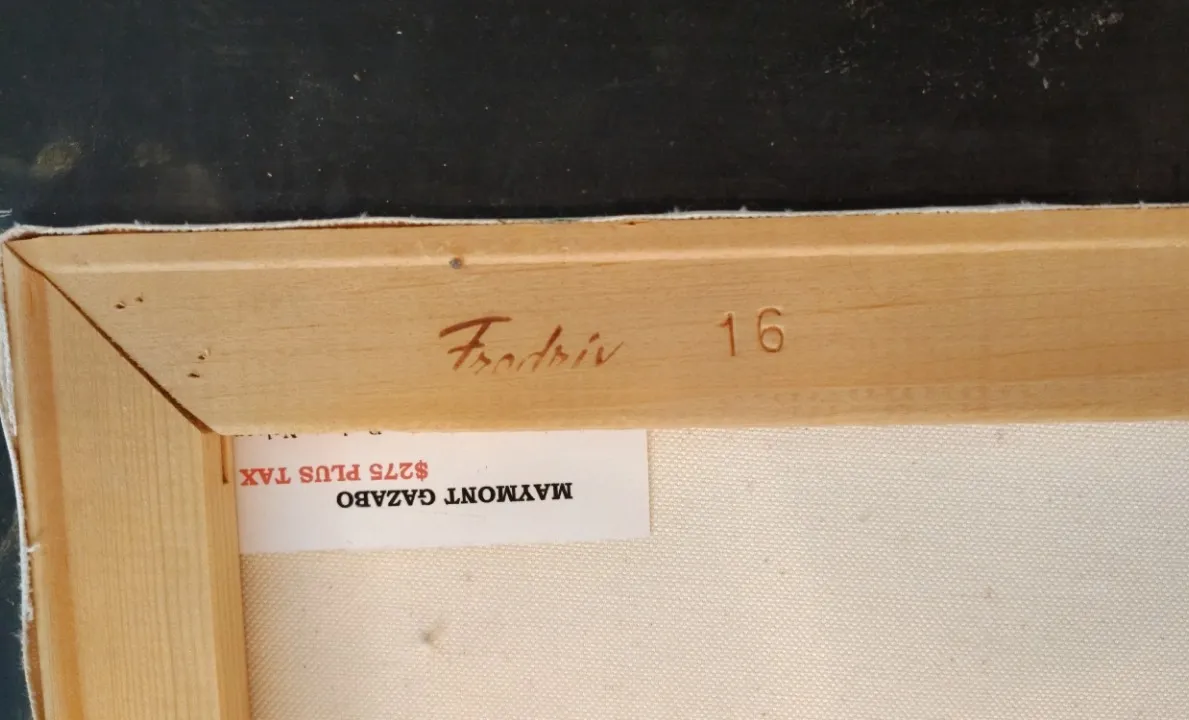 Fredrix 16
MAYMONT GAZABO
$275 PLUS TAX